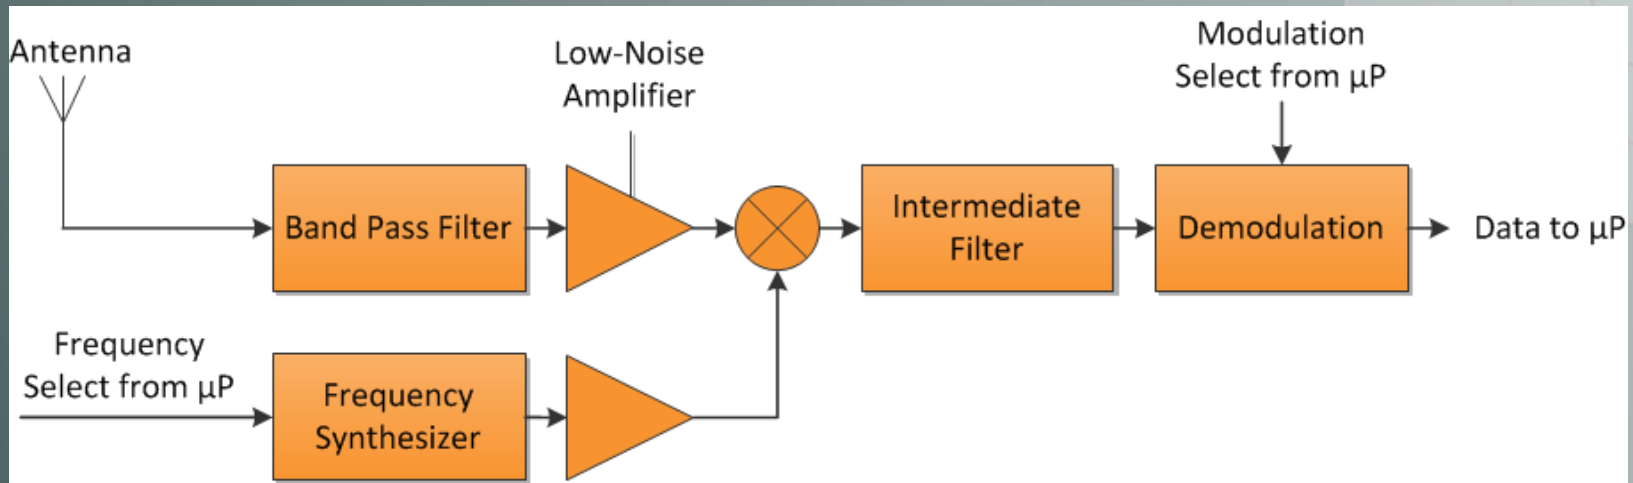 Antenna
Low-Noise
Amplifier
Modulation
Select from µP
Band Pass Filter
Intermediate
Filter
Demodulation
Data to µP
Frequency
Select from µP
Frequency
Synthesizer